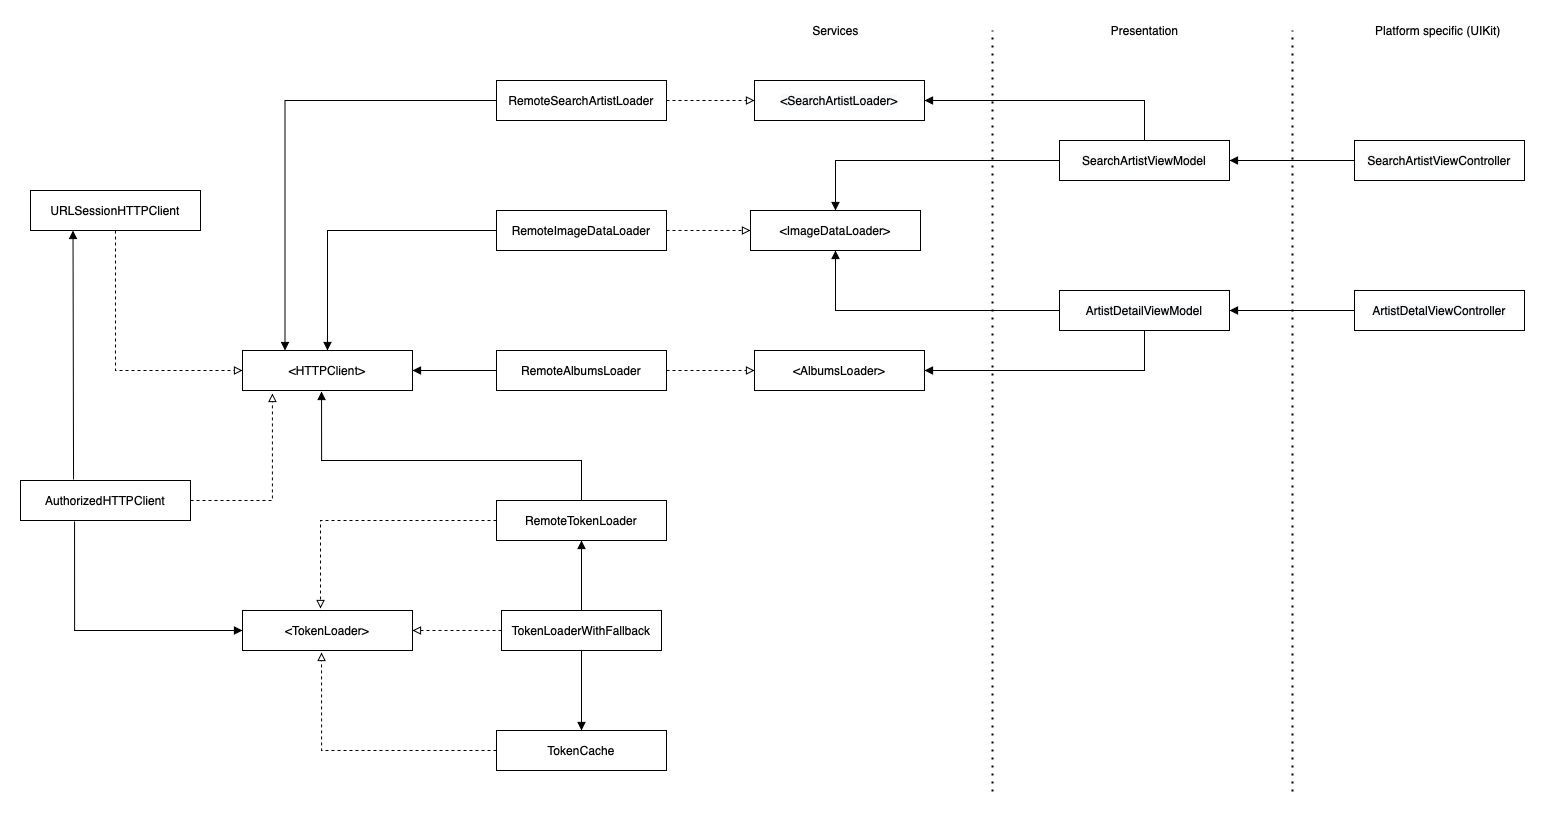 Services
Presentation
Platform specific (UIKit)
RemoteSearchArtistLoader
<SearchArtistLoader>
SearchArtistViewModel
SearchArtistViewController
URLSessionHTTPClient
RemoteImageDataLoader
<ImageDataLoader>
ArtistDetailViewModel
ArtistDetalViewController
<HTTPClient>
RemoteAlbumsLoader
<AlbumsLoader>
AuthorizedHTTPClient
RemoteTokenLoader
<TokenLoader>
TokenLoaderWithFallback
TokenCache